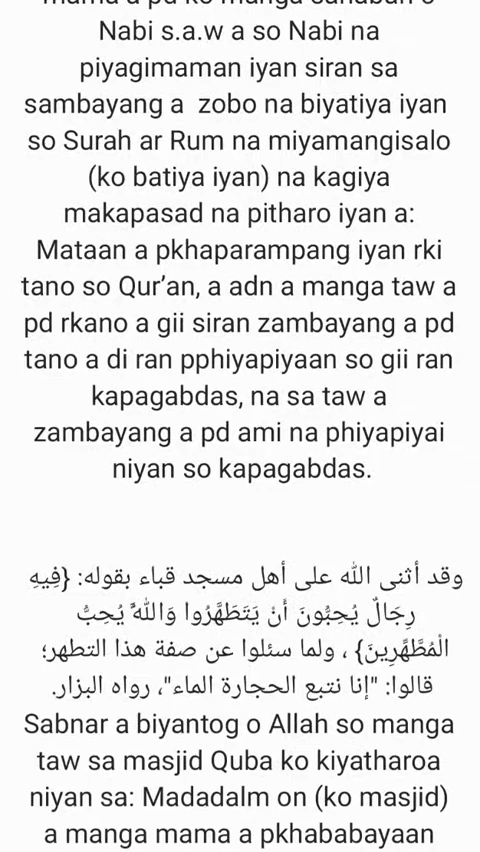 mama a pd ko manga sahabah o
Nabi s.a.w a so Nabi na
piyagimaman iyan siran sa
sambayang a  zobo na biyatiya iyan
so Surah ar Rum na miyamangisalo
(ko batiya iyan) na kagiya
makapasad na pitharo iyan a:
Mataan a pkhaparampang iyan rki
tano so Qur’an, a adn a manga taw a
pd rkano a gii siran zambayang a pd
tano a di ran pphiyapiyaan so gii ran
kapagabdas, na sa taw a
zambayang a pd ami na phiyapiyai
niyan so kapagabdas.
وقد أثنى الله على أهل مسجد قباء بقوله: {فِيهِ
رِجَالٌ يُحِبُّونَ أَنْ يَتَطَهَّرُوا وَاللَّهُ يُحِبُّ
الْمُطَّهِّرِينَ} ، ولما سئلوا عن صفة هذا التطهر؛
قالوا: "إنا نتبع الحجارة الماء"، رواه البزار.
Sabnar a biyantog o Allah so manga
taw sa masjid Quba ko kiyatharoa
niyan sa: Madadalm on (ko masjid)
a manga mama a pkhababayaan